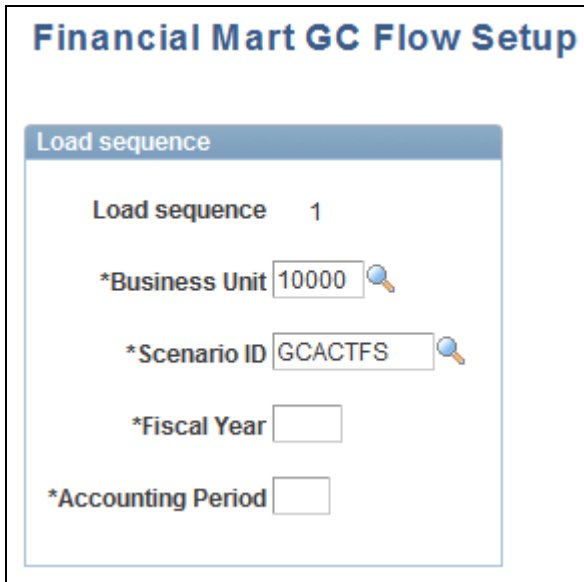 Financial Mart GC Flow Setup
Load sequence
Load sequence 1
*Business Unit 10000
*Scenario ID GCACTFS
*Fiscal Year
*Accounting Period